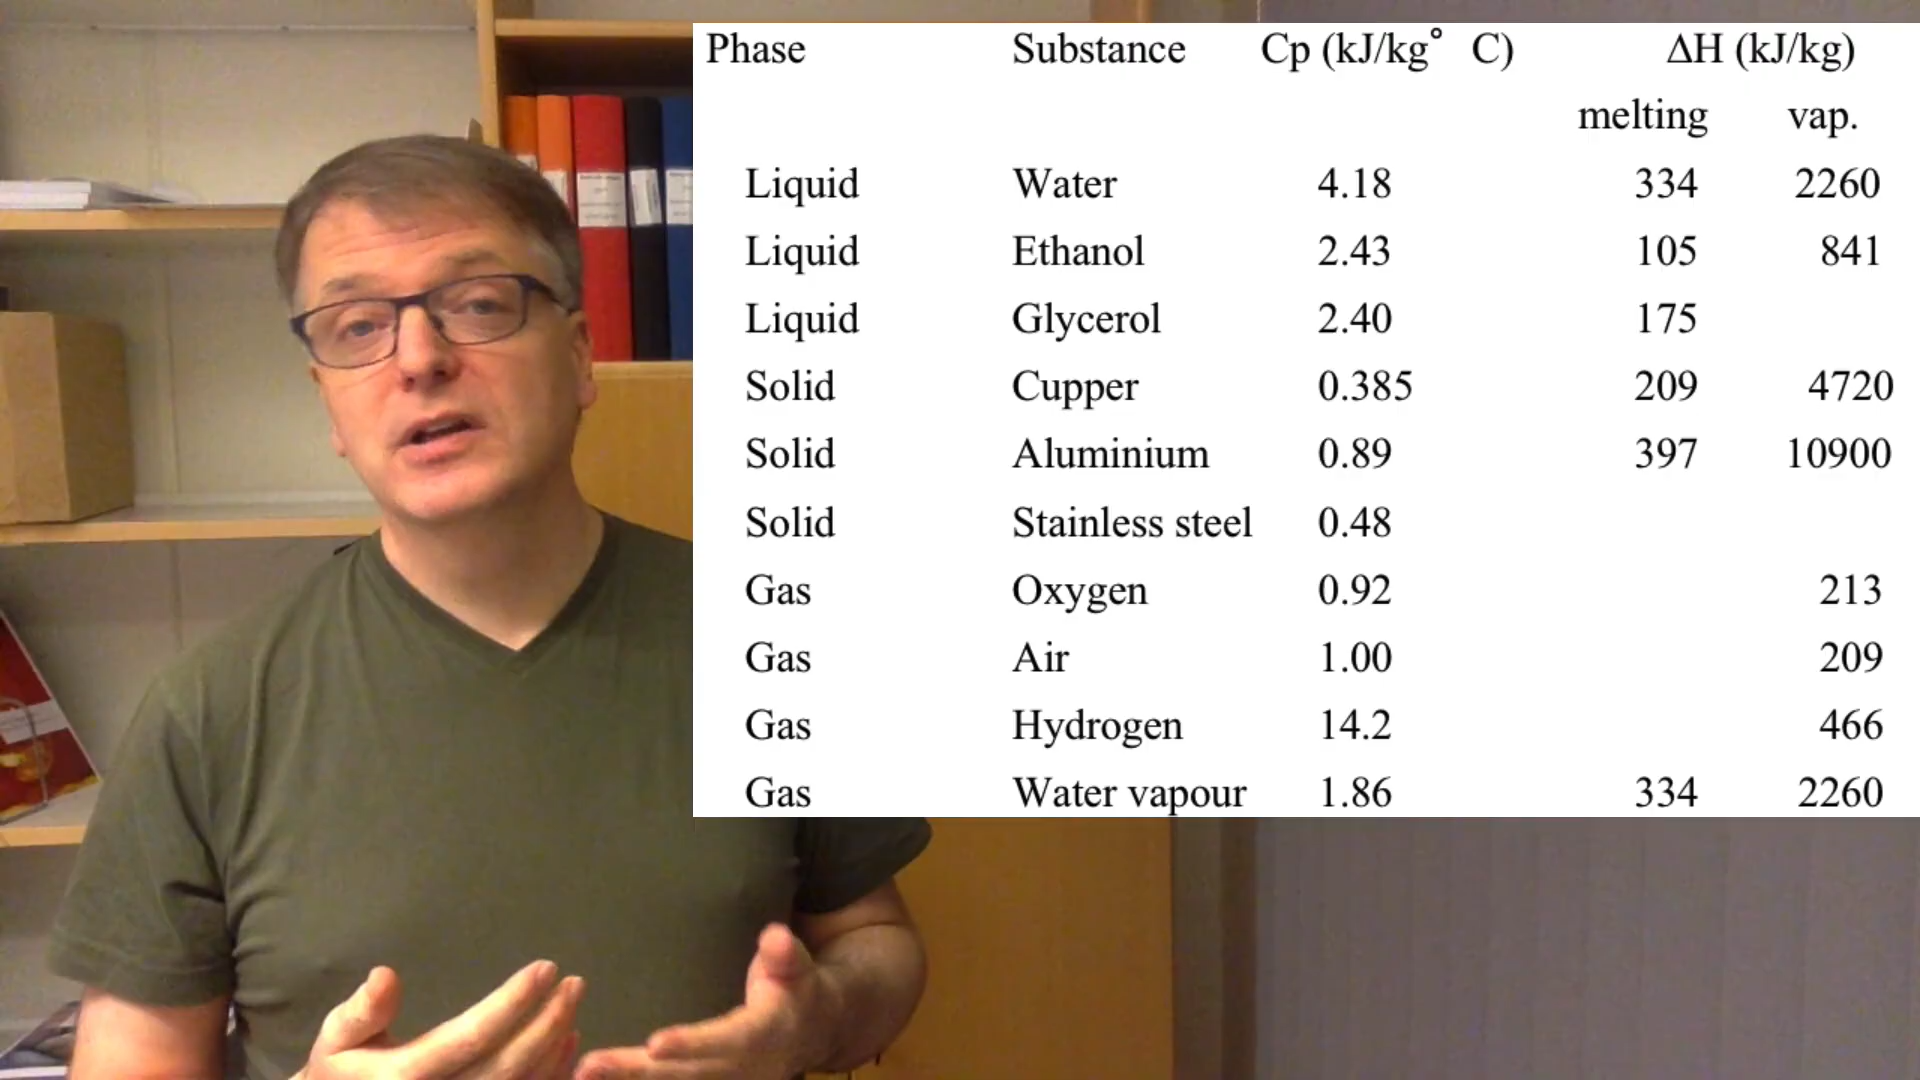 Phase Substance Cp (kJ/kg° C) ΔH (kJ/kg)
melting vap.
Liquid Water 4.18 334 2260
Liquid Ethanol 2.43 105 841
Liquid Glycerol 2.40 175
Solid Cupper 0.385 209 4720
Solid Aluminium 0.89 397 10900
Solid Stainless steel 0.48
Gas Oxygen 0.92 213
Gas Air 1.00 209
Gas Hydrogen 14.2 466
Gas Water vapour 1.86 334 2260